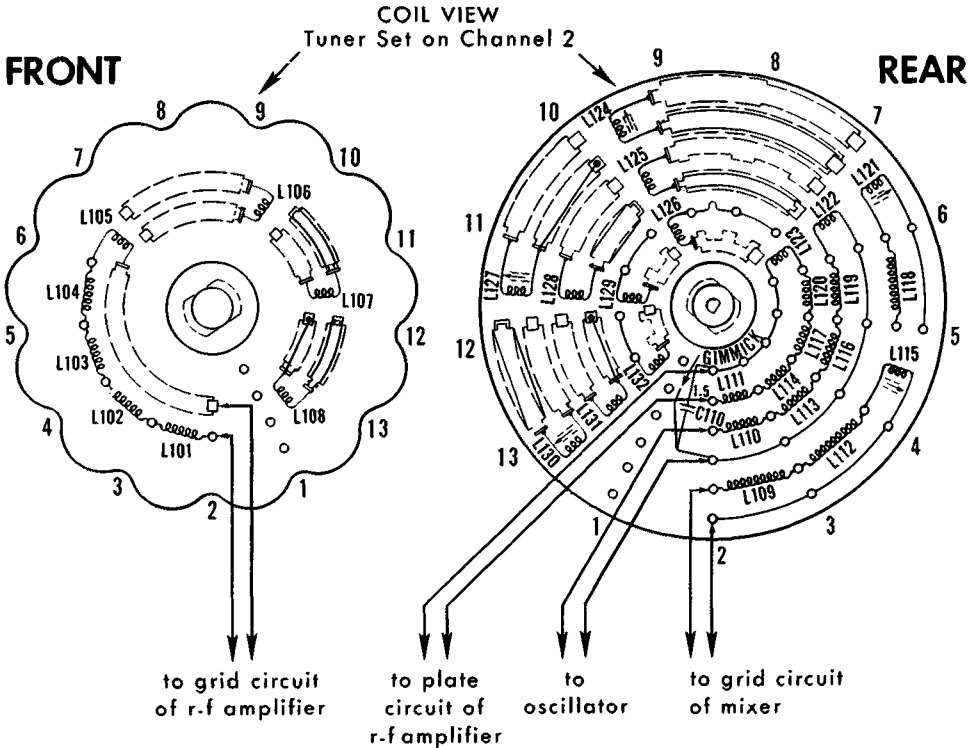 COIL VIEW
Tuner Set on Channel 2
FRONT
REAR
8
9
7
10
6
11
5
12
4
13
3
2
1
L106
L105
L107
L104
L103
L108
L102
L101
9
8
10
7
11
6
12
5
13
4
1
3
2
L124
L125
L121
L126
L122
L123
L127
L128
L129
L120
L119
L118
L117
L116
L115
GIMMICK
L132
L111
L114
1.5
C110
L131
L113
L110
L130
L112
L109
to grid circuit
of r-f amplifier
to plate
circuit of
r-f amplifier
to
oscillator
to grid circuit
of mixer